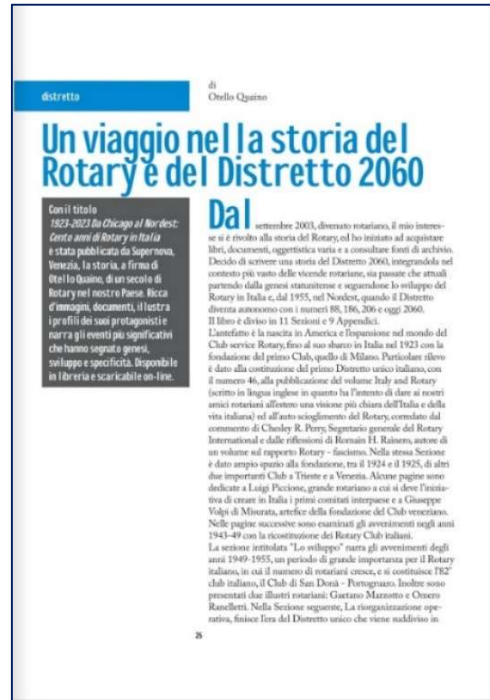 distretto
di
Otello Quaino
Un viaggio nella storia del
Rotary e del Distretto 2060
Con il titolo
1923-2023 Da Chicago al Nordest:
Cento anni di Rotary in Italia
è stata pubblicata da Supernova,
Venezia, la storia, a firma di
Otello Quaino, di un secolo di
Rotary nel nostro Paese. Ricca
d'immagini, documenti, il lustra
i profili dei suoi protagonisti e
narra gli eventi più significativi
che hanno segnato genesi,
sviluppo e specificità. Disponibile
in libreria e scaricabile on-line.
Dal settembre 2003, divenuto rotariano, il mio interes-
se si è rivolto alla storia del Rotary, ed ho iniziato ad acquistare
libri, documenti, oggettistica varia e a consultare fonti di archivio.
Decido di scrivere una storia del Distretto 2060, integrandola nel
contesto più vasto delle vicende rotariane, sia passate che attuali
partendo dalla genesi statunitense e seguendone lo sviluppo del
Rotary in Italia e, dal 1955, nel Nordest, quando il Distretto
diventa autonomo con i numeri 88, 186, 206 e oggi 2060.
Il libro è diviso in 11 Sezioni e 9 Appendici.
L'antefatto è la nascita in America e l'espansione nel mondo del
Club service Rotary, fino al suo sbarco in Italia nel 1923 con la
fondazione del primo Club, quello di Milano. Particolare rilievo
è dato alla costituzione del primo Distretto unico italiano, con
il numero 46, alla pubblicazione del volume Italy and Rotary
(scritto in lingua inglese in quanto ha l'intento di dare ai nostri
amici rotariani all'estero una visione più chiara dell'Italia e della
vita italiana) ed all'auto scioglimento del Rotary, corredato dal
commento di Chesley R. Perry, Segretario generale del Rotary
International e dalle riflessioni di Romain H. Rainero, autore di
un volume sul rapporto Rotary - fascismo. Nella stessa Sezione
è dato ampio spazio alla fondazione, tra il 1924 e il 1925, di altri
due importanti Club a Trieste e a Venezia. Alcune pagine sono
dedicate a Luigi Piccione, grande rotariano a cui si deve l'inizia-
tiva di creare in Italia i primi comitati interpaese e a Giuseppe
Volpi di Misurata, artefice della fondazione del Club veneziano.
Nelle pagine successive sono esaminati gli avvenimenti negli anni
1943-49 con la ricostituzione dei Rotary Club italiani.
La sezione intitolata "Lo sviluppo" narra gli avvenimenti degli
anni 1949-1955, un periodo di grande importanza per il Rotary
italiano, in cui il numero di rotariani cresce, e si costituisce l'82°
club italiano, il Club di San Donà - Portogruaro. Inoltre sono
presentati due illustri rotariani: Gaetano Marzotto e Omero
Ranelletti. Nella Sezione seguente, La riorganizzazione ope-
rativa, finisce l'era del Distretto unico che viene suddiviso in
25